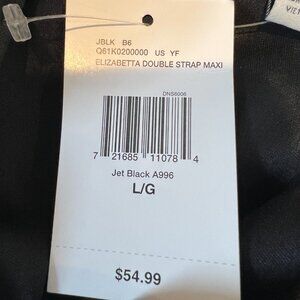 JBLK B6
Q61K0200000 US YF
ELIZABETTA DOUBLE STRAP MAXI
DNS6006
7 21685 11078 4
Jet Black A996
L/G
$54.99